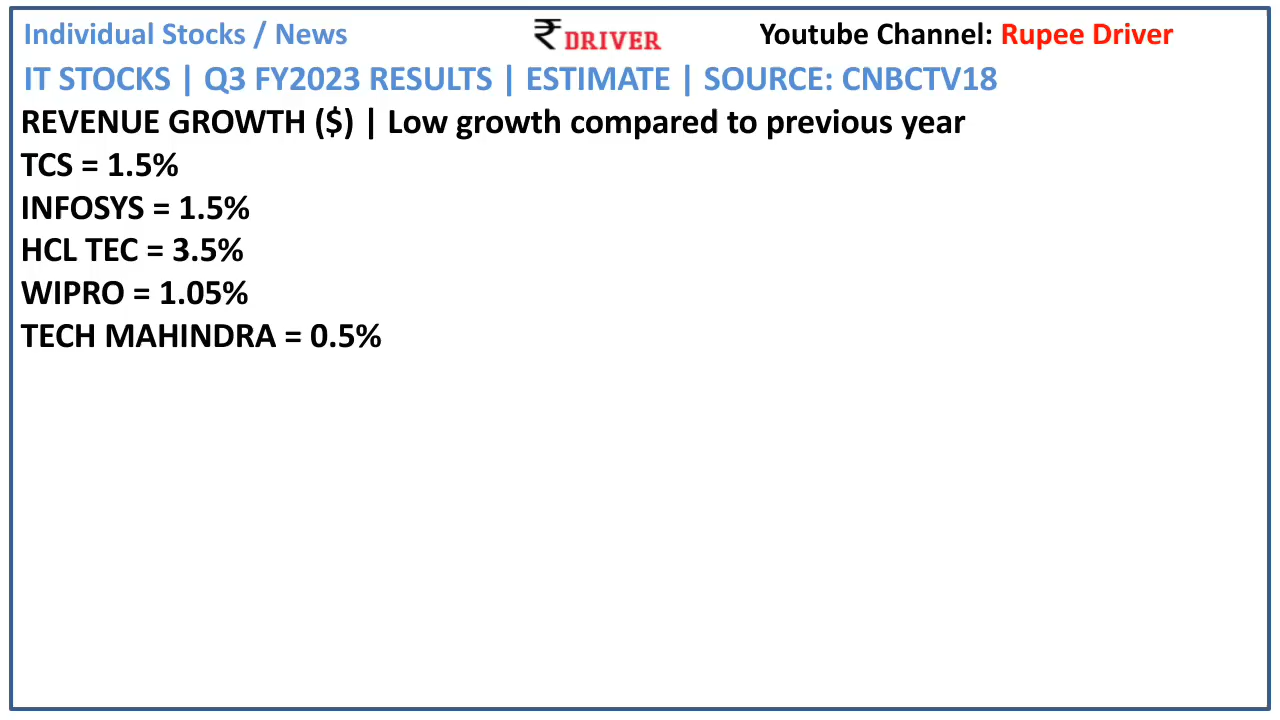 Individual Stocks / News
₹ DRIVER
Youtube Channel: Rupee Driver
IT STOCKS | Q3 FY2023 RESULTS | ESTIMATE | SOURCE: CNBCTV18
REVENUE GROWTH ($) | Low growth compared to previous year
TCS = 1.5%
INFOSYS = 1.5%
HCL TEC = 3.5%
WIPRO = 1.05%
TECH MAHINDRA = 0.5%